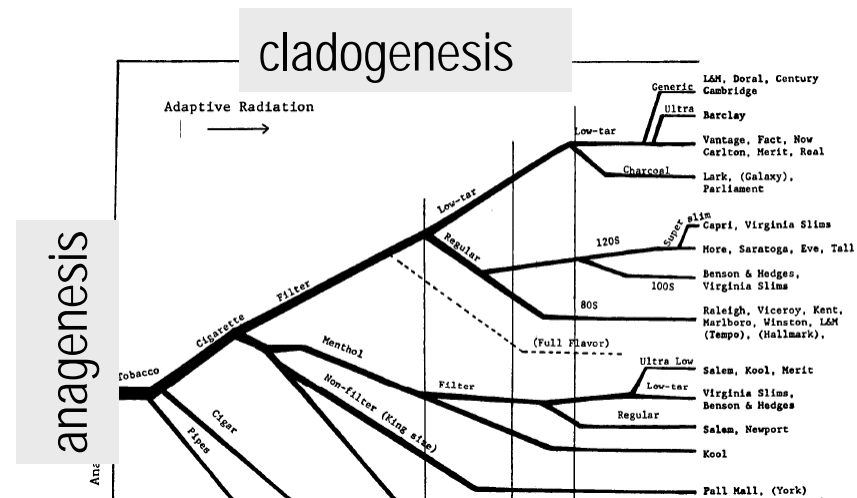 cladogenesis
Adaptive Radiation
anagenesis
Ana
Tobacco
Cigarette
Filter
Low-tar
Regular
Low-tar
Generic
L&M, Doral, Century
Cambridge
Ultra
Barclay
Vantage, Fact, Now
Carlton, Merit, Real
Charcoal
Lark, (Galaxy),
Parliament
Super slim
Capri, Virginia Slims
120S
More, Saratoga, Eve, Tall
100S
Benson & Hedges,
Virginia Slims
80S
Raleigh, Viceroy, Kent,
Marlboro, Winston, L&M
(Tempo), (Hallmark),
(Full Flavor)
Menthol
Filter
Ultra Low
Salem, Kool, Merit
Low-tar
Virginia Slims,
Benson & Hedges
Regular
Salem, Newport
Kool
Non-filter (King size)
Pall Mall, (York)
Cigar
Pipes